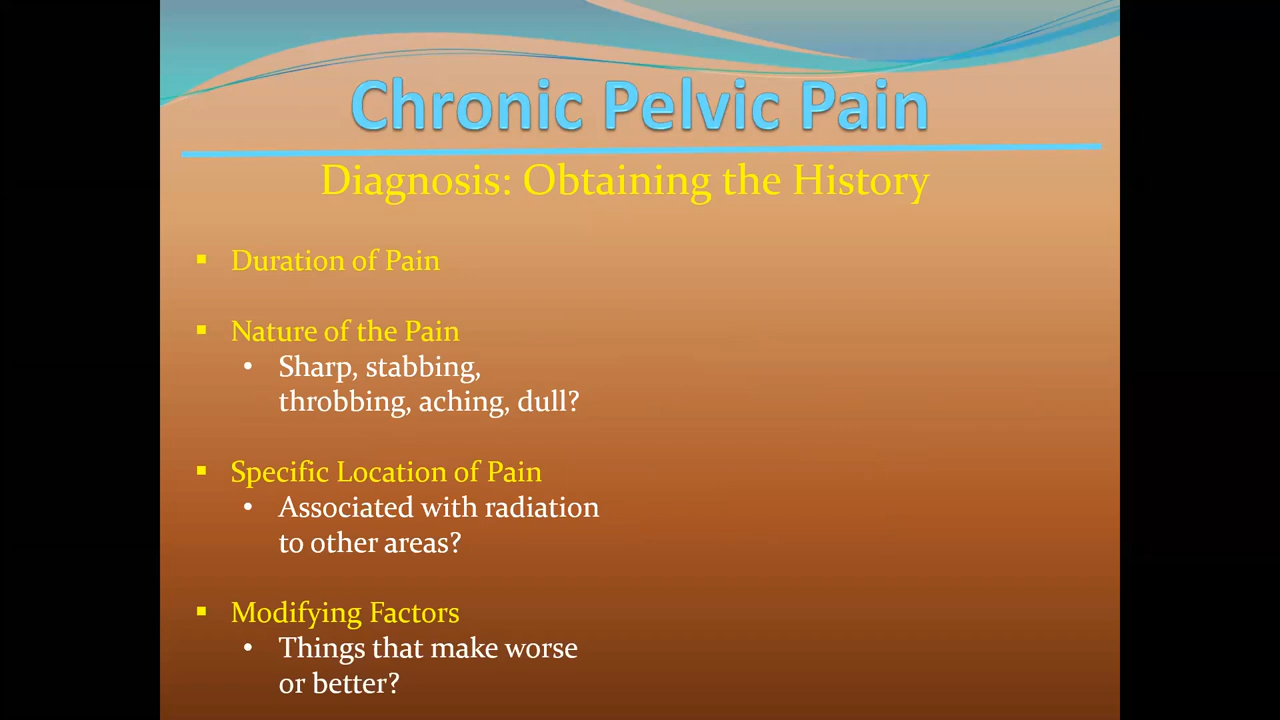 Chronic Pelvic Pain
Diagnosis: Obtaining the History
▪ Duration of Pain
▪ Nature of the Pain
• Sharp, stabbing,
throbbing, aching, dull?
▪ Specific Location of Pain
• Associated with radiation
to other areas?
▪ Modifying Factors
• Things that make worse
or better?